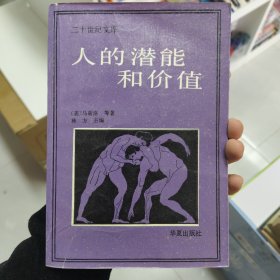 二十世纪文库
人的潜能
和价值
〔美〕马斯洛 等著
林方 主编
华夏出版社